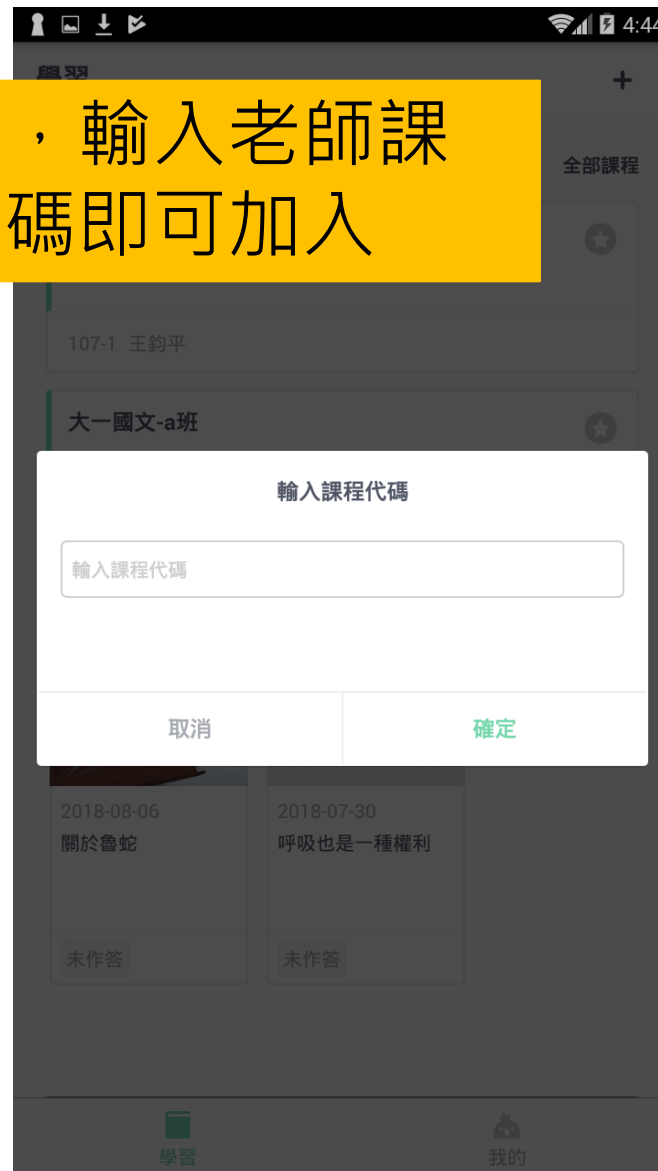 4:44
學習
，輸入老師課
碼即可加入
全部課程
107-1 王鈞平
大一國文-a班
輸入課程代碼
輸入課程代碼
取消
確定
2018-08-06
2018-07-30
關於魯蛇
呼吸也是一種權利
未作答
未作答
學習
我的